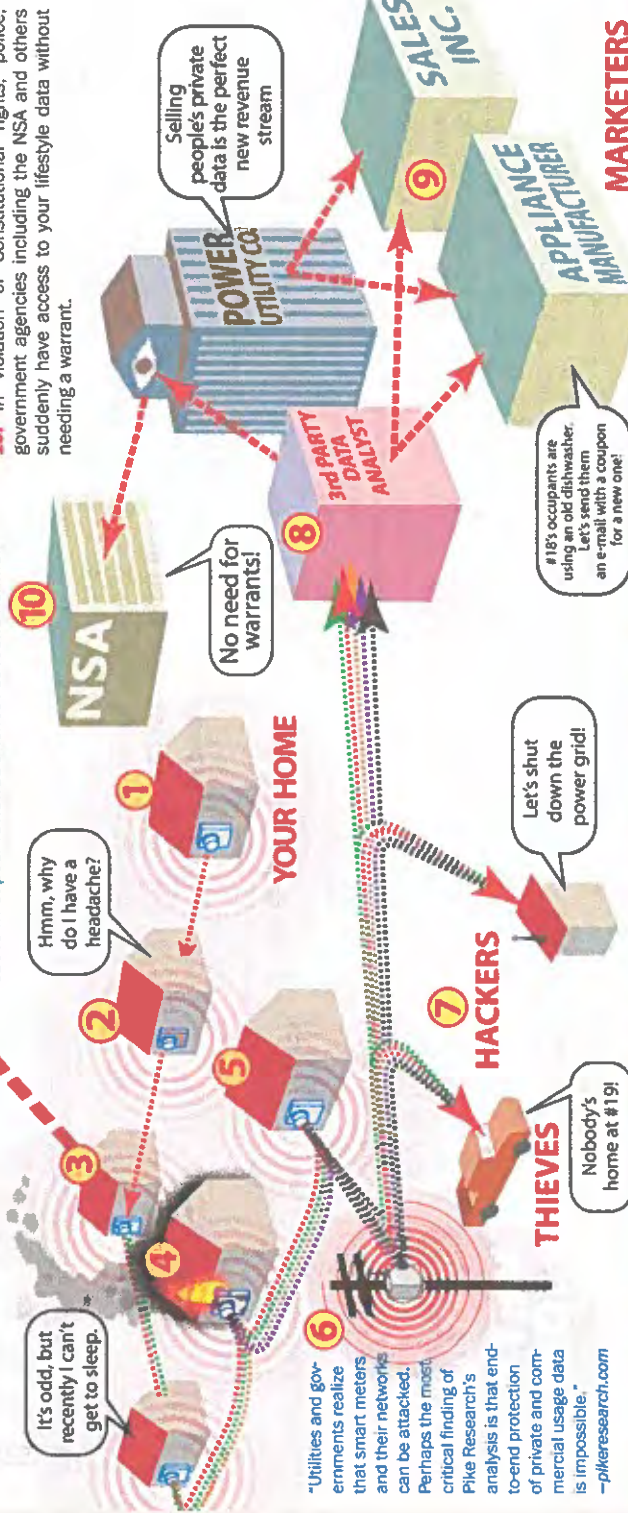 10. In violation of Constitutional rights, police,
government agencies including the NSA and others
suddenly have access to your lifestyle data without
needing a warrant.
It's odd, but
recently I can't
get to sleep.
3
4
2
Hmm, why
do I have a
headache?
1
YOUR HOME
5
10
NSA
No need for
warrants!
POWER
UTILITY CO.
Selling
people's private
data is the perfect
new revenue
stream
8
3rd PARTY
DATA
ANALYST
9
SALES
INC.
APPLIANCE
MANUFACTURER
MARKETERS
#18's occupants are
using an old dishwasher.
Let's send them
an e-mail with a coupon
for a new one!
6
"Utilities and gov-
ernments realize
that smart meters
and their networks
can be attacked.
Perhaps the most
critical finding of
Pike Research's
analysis is that end-
to-end protection
of private and com-
mercial usage data
is impossible."
–pikeresearch.com
THIEVES
Nobody's
home at #19!
7
HACKERS
Let's shut
down the
power grid!